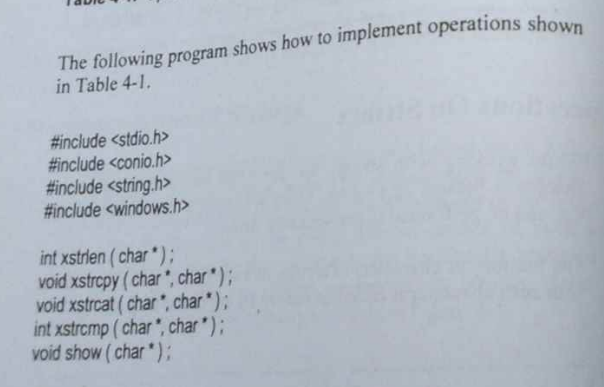 The following program shows how to implement operations shown
in Table 4-1.
#include <stdio.h>
#include <conio.h>
#include <string.h>
#include <windows.h>
int xstrlen ( char * ) ;
void xstrcpy ( char *, char * ) ;
void xstrcat ( char *, char * ) ;
int xstrcmp ( char *, char * ) ;
void show ( char * ) ;